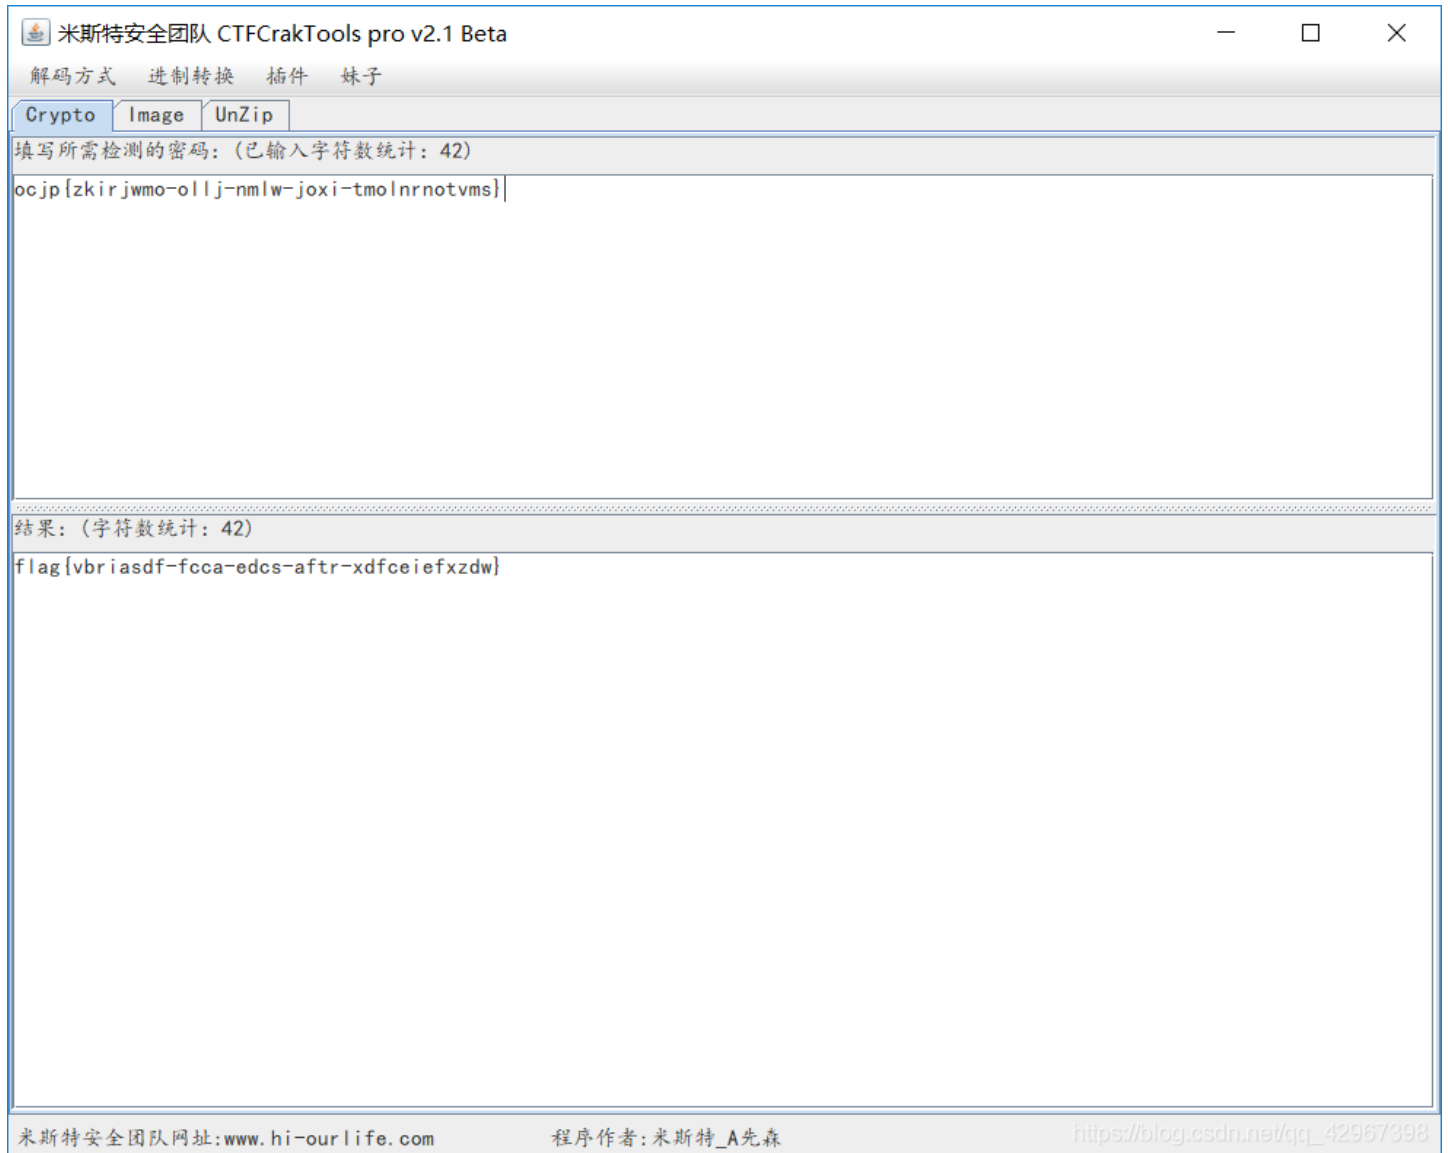 米斯特安全团队 CTFCrakTools pro v2.1 Beta
解码方式 进制转换 插件 妹子
Crypto Image UnZip
填写所需检测的密码：(已输入字符数统计：42)
ocjp{zkirjwmo-ollj-nmlw-joxi-tmolnrnotvms}
结果：(字符数统计：42)
flag{vbriasdf-fcca-edcs-aftr-xdfceiefxzdw}
米斯特安全团队网址:www.hi-ourlife.com 程序作者:米斯特_A先森
https://blog.csdn.net/qq_42967398